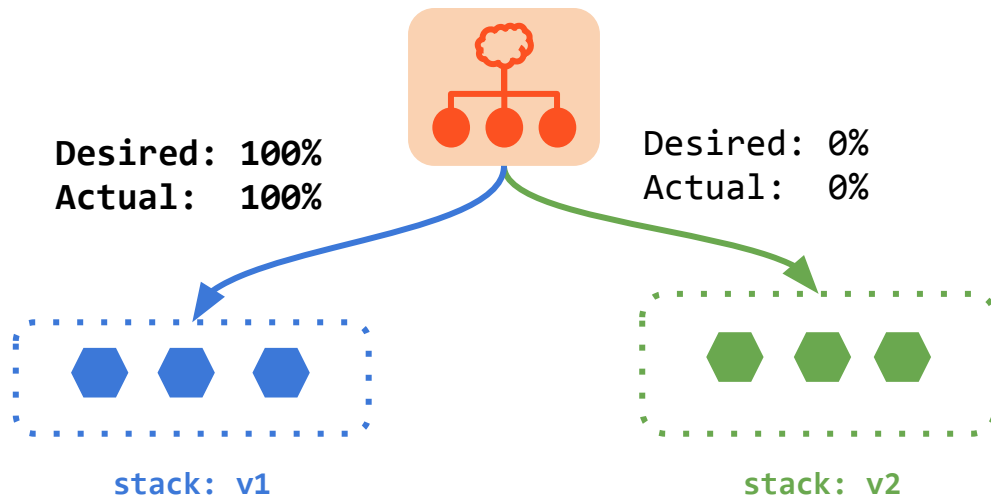 Desired: 100%
Actual:  100%
Desired: 0%
Actual:  0%
stack: v1
stack: v2